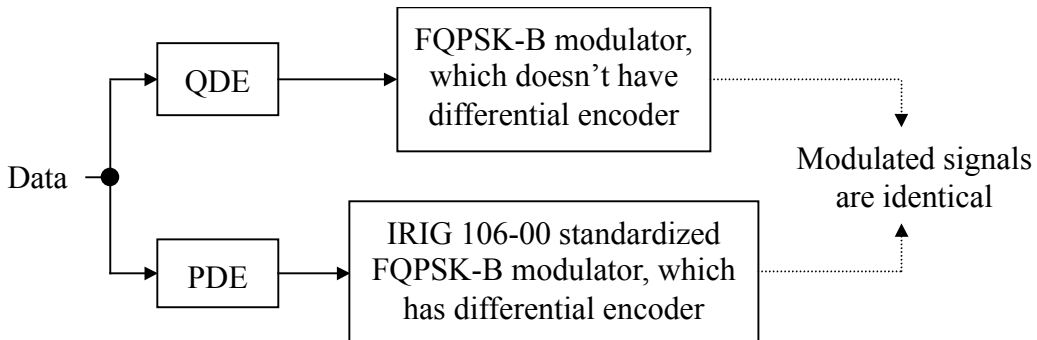 Data
QDE
FQPSK-B modulator,
which doesn’t have
differential encoder
PDE
IRIG 106-00 standardized
FQPSK-B modulator, which
has differential encoder
Modulated signals
are identical